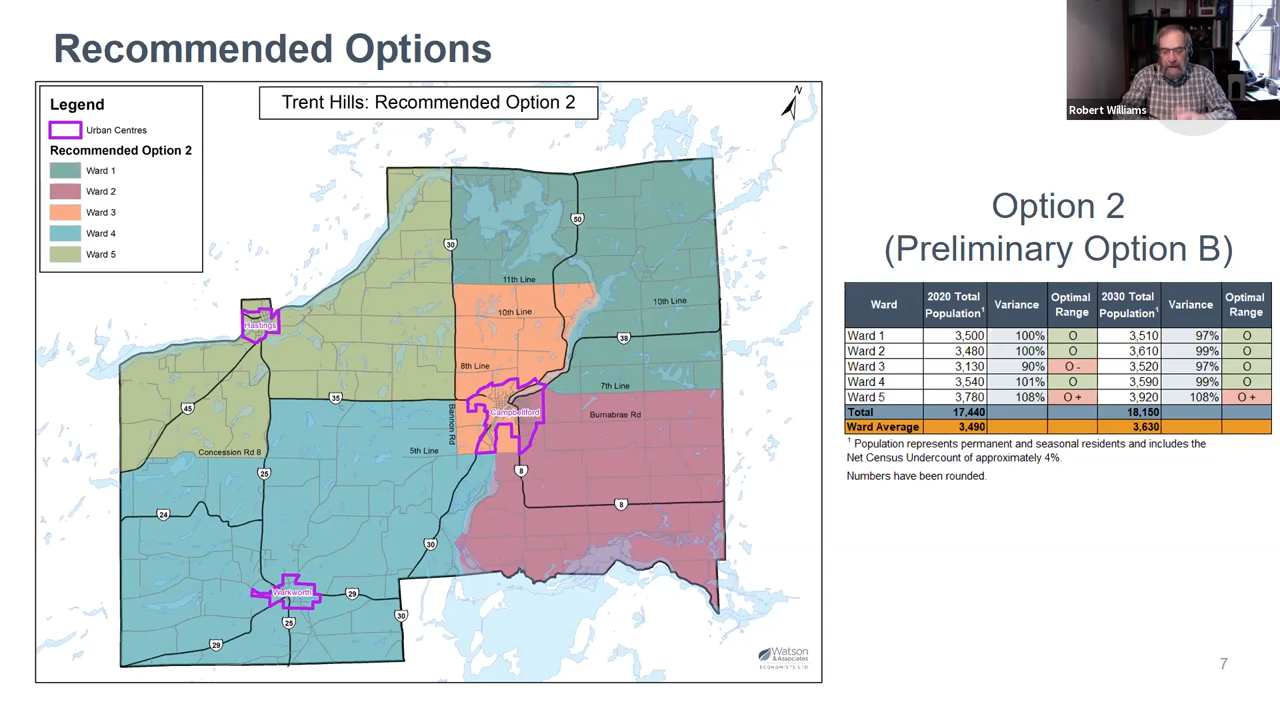 Recommended Options
Robert Williams
Legend
Urban Centres
Recommended Option 2
Ward 1
Ward 2
Ward 3
Ward 4
Ward 5
Trent Hills: Recommended Option 2
N
50
30
11th Line
10th Line
10th Line
Hastings
38
8th Line
7th Line
35
45
Campbellford
Bannon Rd
Burnabrae Rd
5th Line
Concession Rd 8
25
8
8
24
30
Warkworth
29
30
25
29
Watson
& Associates
ECONOMISTS LTD.
Option 2
(Preliminary Option B)
Ward 2020 Total Population¹ Variance Optimal Range 2030 Total Population¹ Variance Optimal Range
Ward 1 3,500 100% O 3,510 97% O
Ward 2 3,480 100% O 3,610 99% O
Ward 3 3,130 90% O - 3,520 97% O
Ward 4 3,540 101% O 3,590 99% O
Ward 5 3,780 108% O + 3,920 108% O +
Total 17,440 18,150
Ward Average 3,490 3,630
¹ Population represents permanent and seasonal residents and includes the
Net Census Undercount of approximately 4%.
Numbers have been rounded.
7